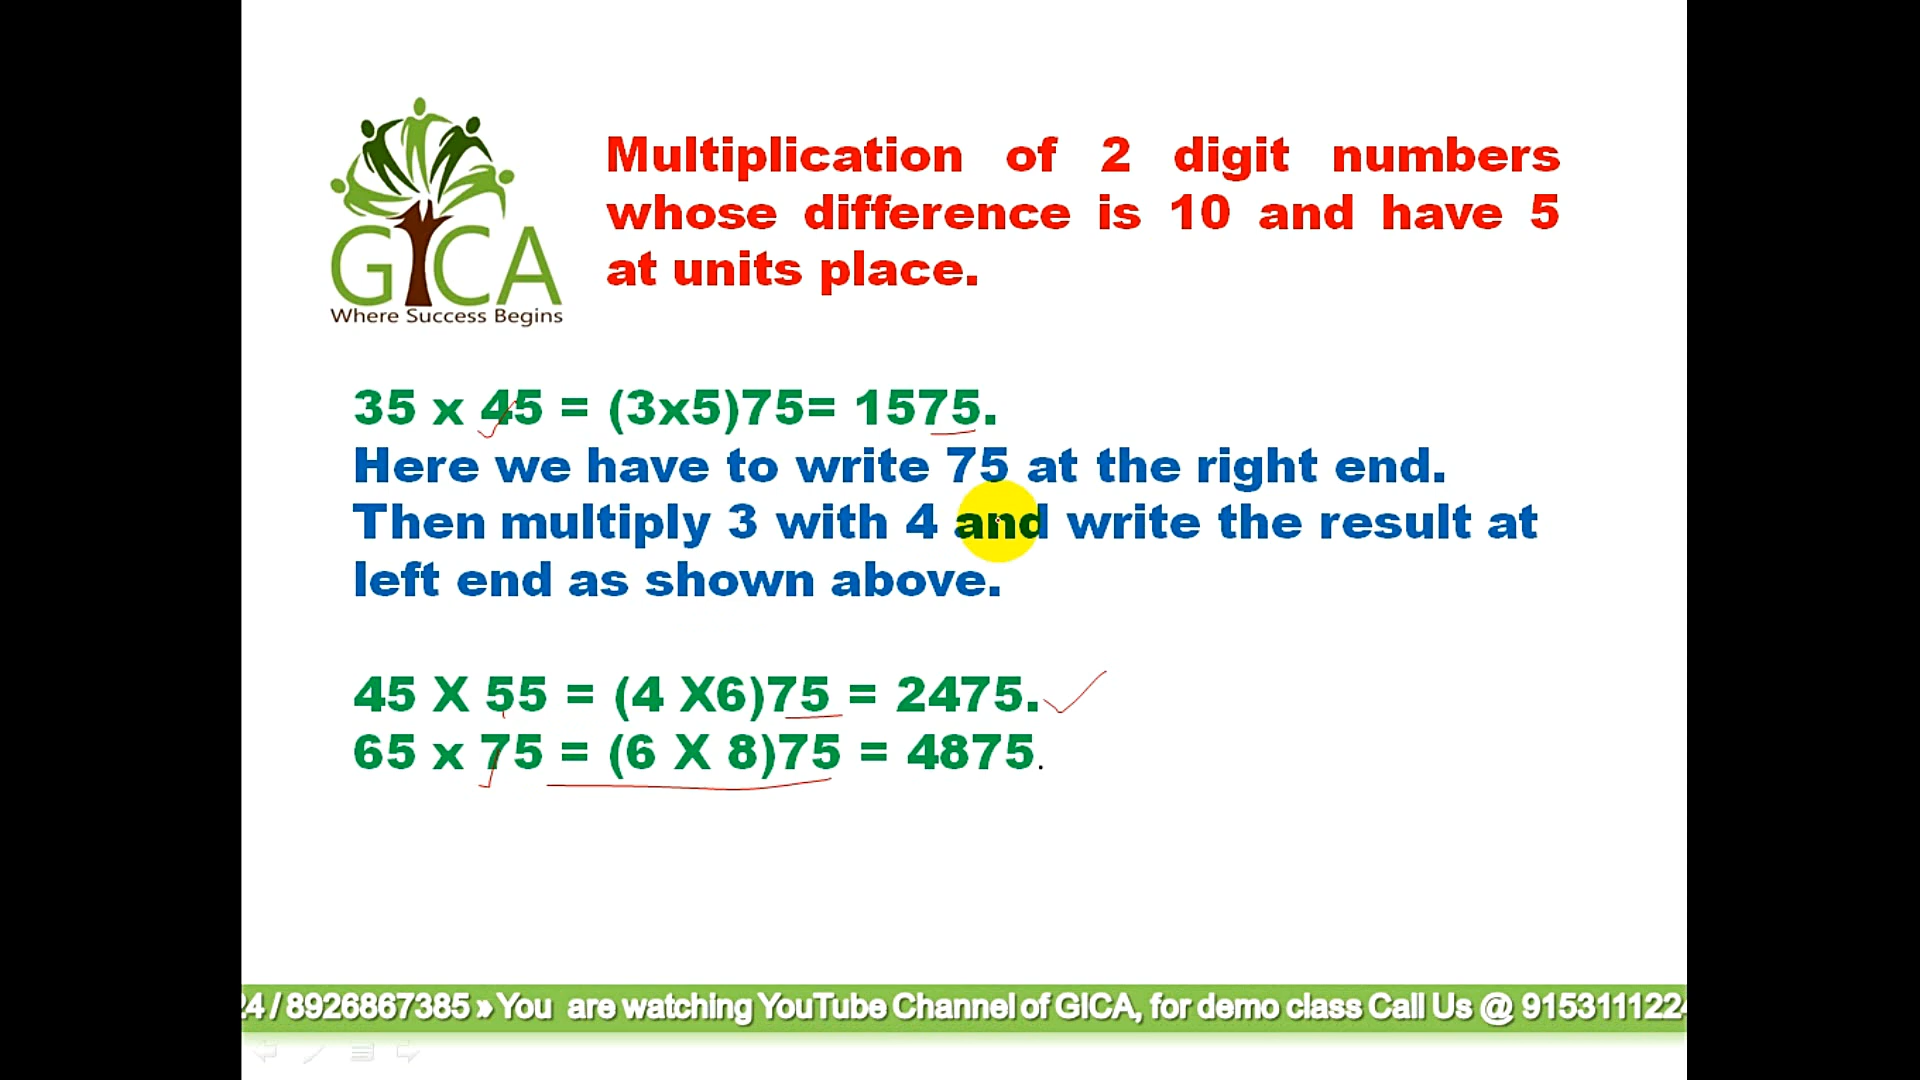 GICA
Where Success Begins
Multiplication of 2 digit numbers
whose difference is 10 and have 5
at units place.
35 x 45 = (3x5)75= 1575.
Here we have to write 75 at the right end.
Then multiply 3 with 4 and write the result at
left end as shown above.
45 X 55 = (4 X6)75 = 2475.
65 x 75 = (6 X 8)75 = 4875.
24 / 8926867385 » You are watching YouTube Channel of GICA, for demo class Call Us @ 9153111224